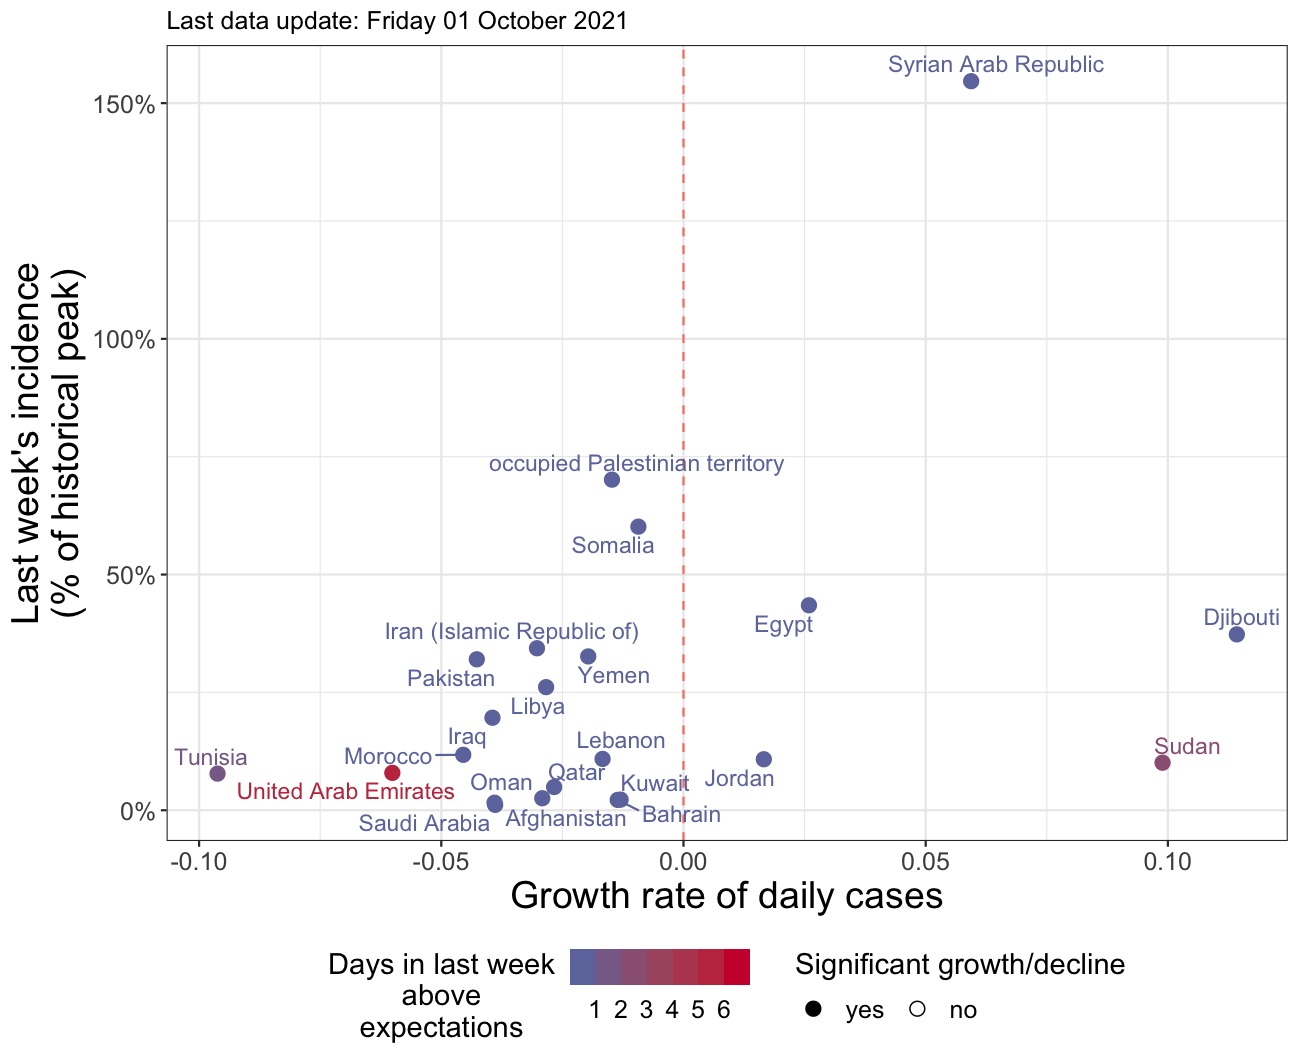 Last data update: Friday 01 October 2021
Last week's incidence
(% of historical peak)
150%
100%
50%
0%
Syrian Arab Republic
occupied Palestinian territory
Somalia
Egypt
Djibouti
Iran (Islamic Republic of)
Pakistan
Yemen
Libya
Iraq
Lebanon
Morocco
Tunisia
Sudan
United Arab Emirates
Oman
Qatar
Kuwait
Jordan
Saudi Arabia
Afghanistan
Bahrain
-0.10
-0.05
0.00
0.05
0.10
Growth rate of daily cases
Days in last week
above
expectations
1 2 3 4 5 6
Significant growth/decline
yes
no